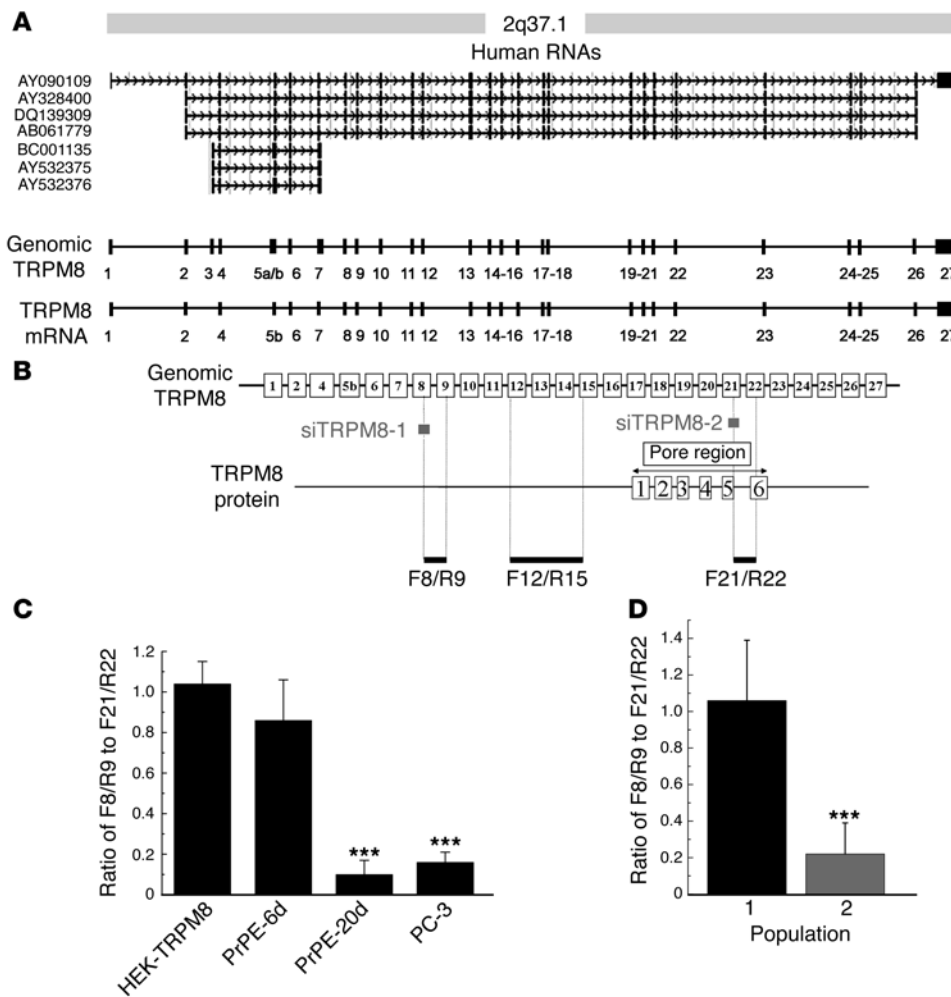 A
2q37.1
Human RNAs
AY090109
AY328400
DQ139309
AB061779
BC001135
AY532375
AY532376
Genomic
TRPM8
1 2 3 4 5a/b 6 7 8 9 10 11 12 13 14-16 17-18 19-21 22 23 24-25 26 27
TRPM8
mRNA
1 2 4 5b 6 7 8 9 10 11 12 13 14-16 17-18 19-21 22 23 24-25 26 27
B
Genomic
TRPM8
1 2 4 5b 6 7 8 9 10 11 12 13 14 15 16 17 18 19 20 21 22 23 24 25 26 27
siTRPM8-1
siTRPM8-2
Pore region
TRPM8
protein
1 2 3 4 5 6
F8/R9
F12/R15
F21/R22
C
Ratio of F8/R9 to F21/R22
1.2
1.0
0.8
0.6
0.4
0.2
0
***
***
HEK-TRPM8
PrPE-6d
PrPE-20d
PC-3
D
Ratio of F8/R9 to F21/R22
1.4
1.2
1.0
0.8
0.6
0.4
0.2
0
***
1 2
Population